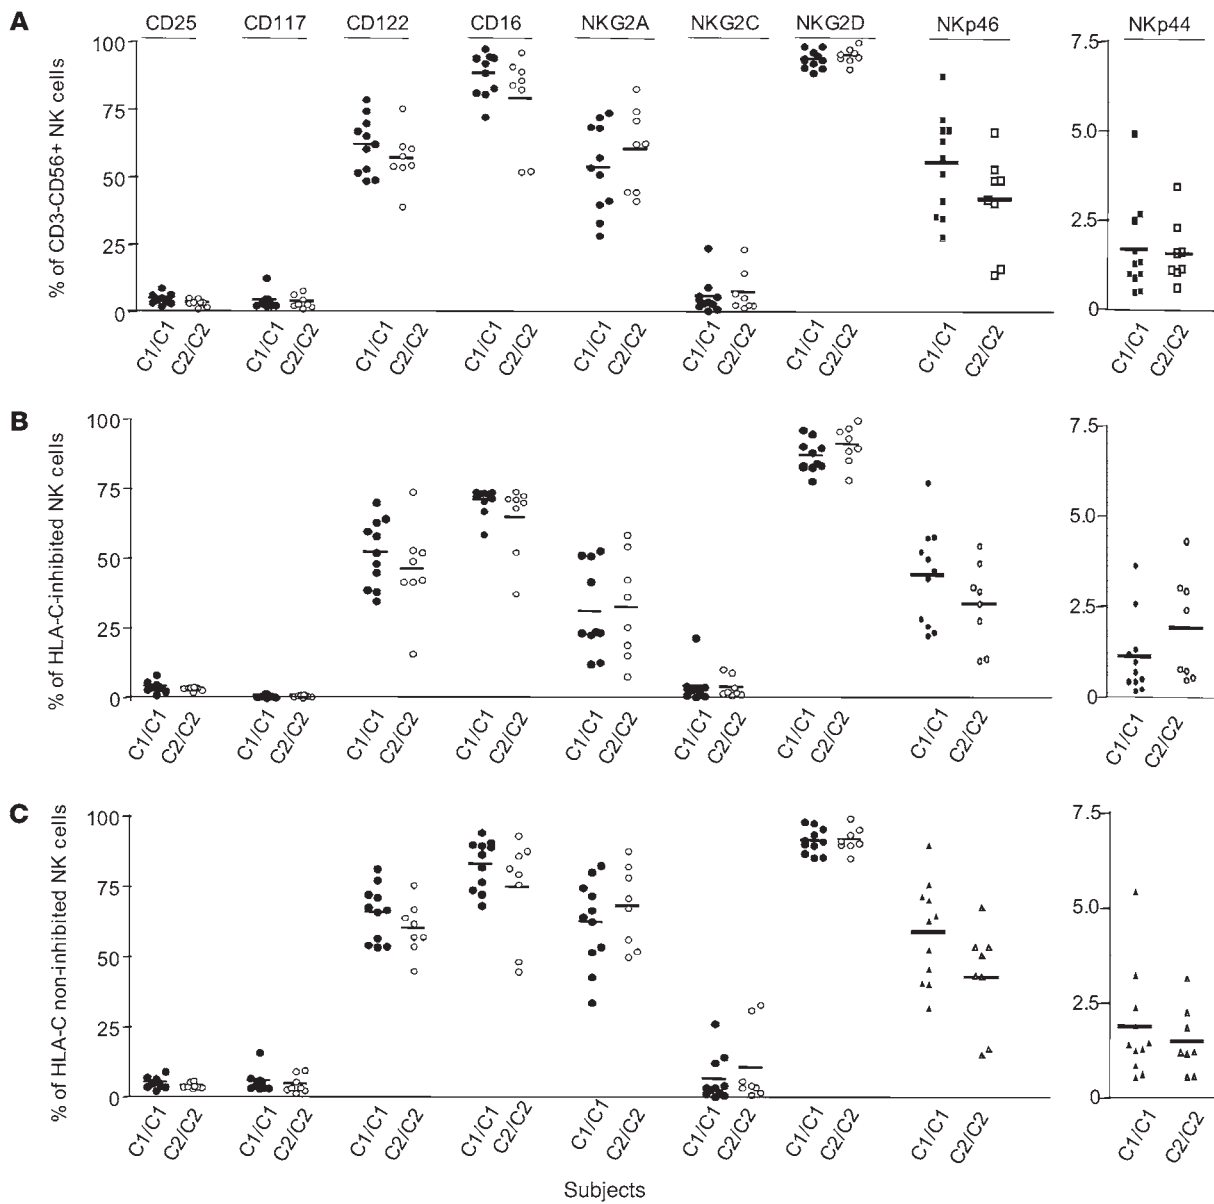 A
CD25 CD117 CD122 CD16 NKG2A NKG2C NKG2D NKp46 NKp44
% of CD3-CD56+ NK cells
100
75
50
25
0
7.5
5.0
2.5
0
C1/C1 C2/C2 C1/C1 C2/C2 C1/C1 C2/C2 C1/C1 C2/C2 C1/C1 C2/C2 C1/C1 C2/C2 C1/C1 C2/C2 C1/C1 C2/C2 C1/C1 C2/C2
B
% of HLA-C-inhibited NK cells
100
75
50
25
0
7.5
5.0
2.5
0
C1/C1 C2/C2 C1/C1 C2/C2 C1/C1 C2/C2 C1/C1 C2/C2 C1/C1 C2/C2 C1/C1 C2/C2 C1/C1 C2/C2 C1/C1 C2/C2 C1/C1 C2/C2
C
% of HLA-C non-inhibited NK cells
100
75
50
25
0
7.5
5.0
2.5
0
C1/C1 C2/C2 C1/C1 C2/C2 C1/C1 C2/C2 C1/C1 C2/C2 C1/C1 C2/C2 C1/C1 C2/C2 C1/C1 C2/C2 C1/C1 C2/C2 C1/C1 C2/C2
Subjects